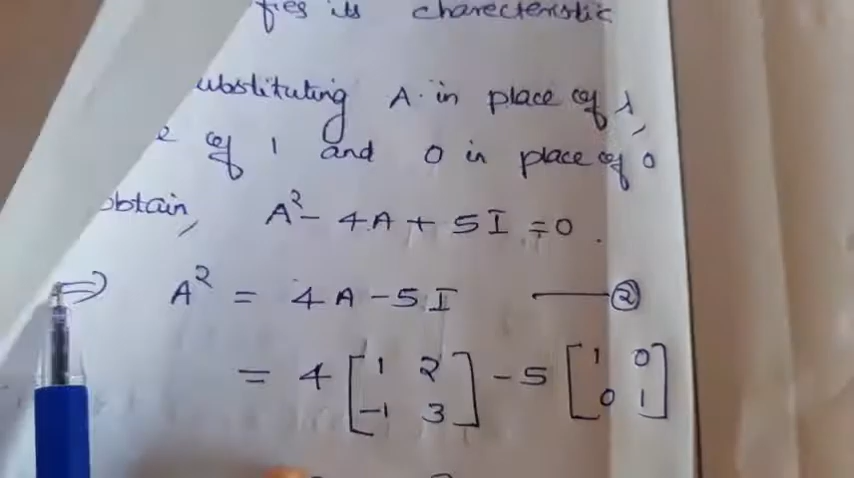 fies its charecteristic
ubstituting A in place of λ,
of 1 and 0 in place of 0
obtain, A² - 4A + 5I = 0.
⇒ A² = 4A - 5I ——— ②
= 4 [1 2 -1 3] - 5 [1 0 0 1]